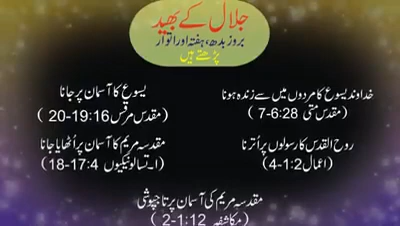 جلال کے بھید
بروز بدھ، ہفتہ اور اتوار
پڑھتے ہیں
خداوند یسوع کا مردوں میں سے زندہ ہونا
(مقدس متی 28:6-7)
یسوع کا آسمان پر جانا
(مقدس مرقس 16:19-20)
روح القدس کا رسولوں پر اُترنا
(اعمال 2:1-4)
مقدسہ مریم کا آسمان پر اُٹھایا جانا
(۱۔تسالونیکیوں 4:17-18)
مقدسہ مریم کی آسمان پر تاجپوشی
(مکاشفہ 12:1-2)